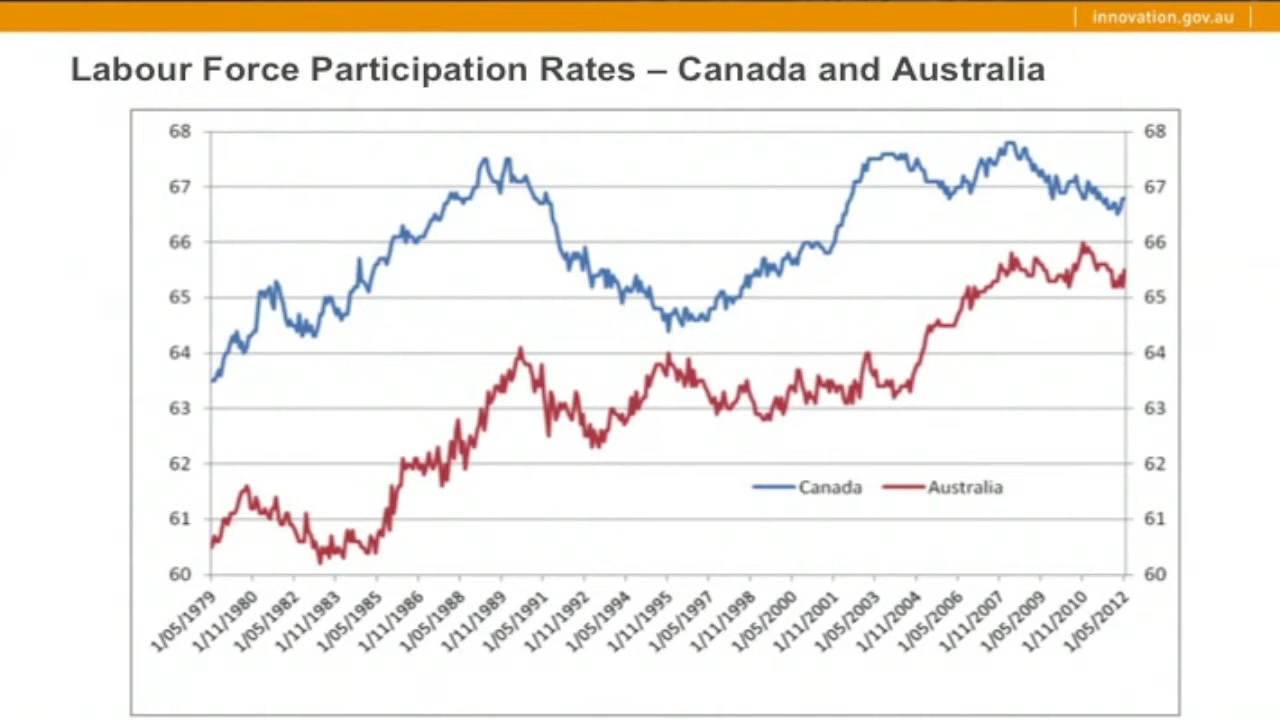 innovation.gov.au
Labour Force Participation Rates – Canada and Australia
68 68
67 67
66 66
65 65
64 64
63 63
62 62
Canada Australia
61 61
60 60
1/05/1979 1/11/1980 1/05/1982 1/11/1983 1/05/1985 1/11/1986 1/05/1988 1/11/1989 1/05/1991 1/11/1992 1/05/1994 1/11/1995 1/05/1997 1/11/1998 1/05/2000 1/11/2001 1/05/2003 1/11/2004 1/05/2006 1/11/2007 1/05/2009 1/11/2010 1/05/2012